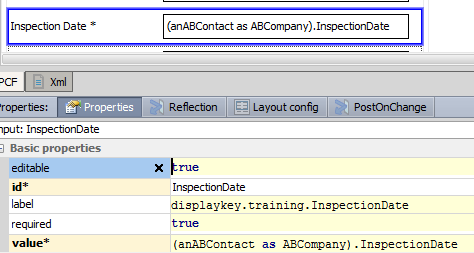 Inspection Date * (anABContact as ABCompany).InspectionDate
PCF Xml
Properties: Properties Reflection Layout config PostOnChange
nput: InspectionDate
Basic properties
editable true
id* InspectionDate
label displaykey.training.InspectionDate
required true
value* (anABContact as ABCompany).InspectionDate